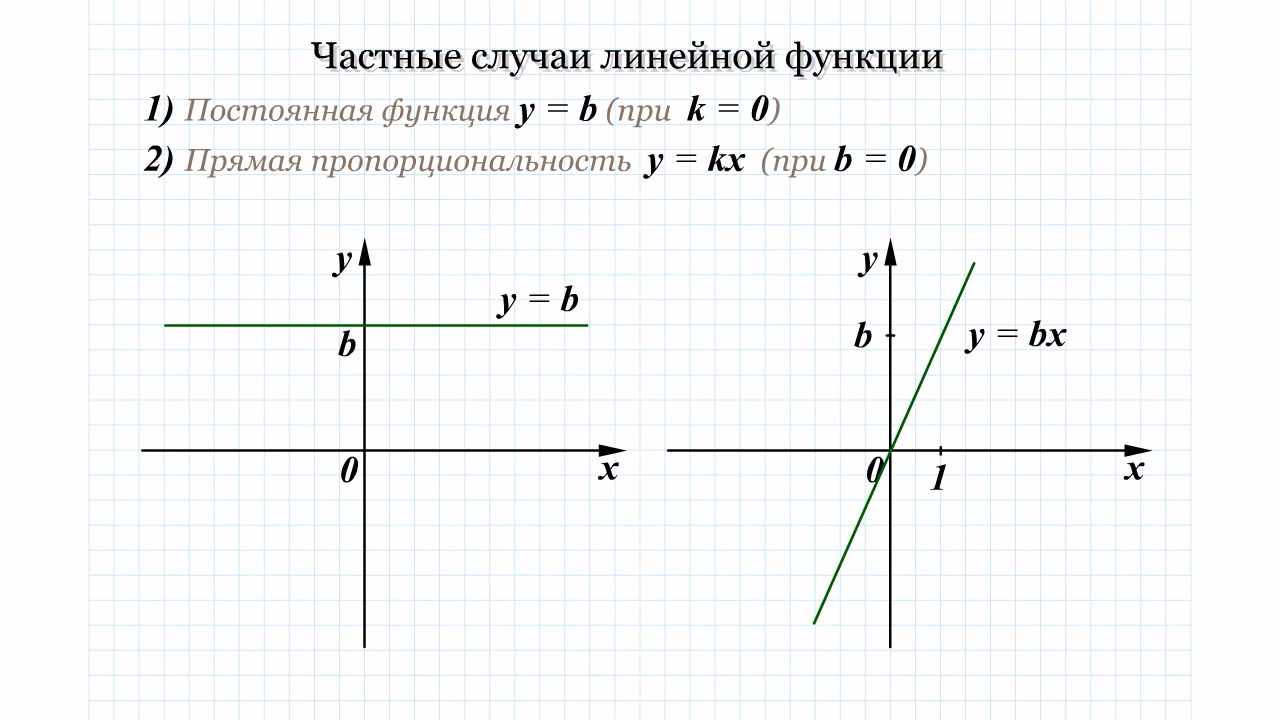 Частные случаи линейной функции
1) Постоянная функция y = b (при k = 0)
2) Прямая пропорциональность y = kx (при b = 0)
y
y = b
b
0
x
y
b
y = bx
0
1
x